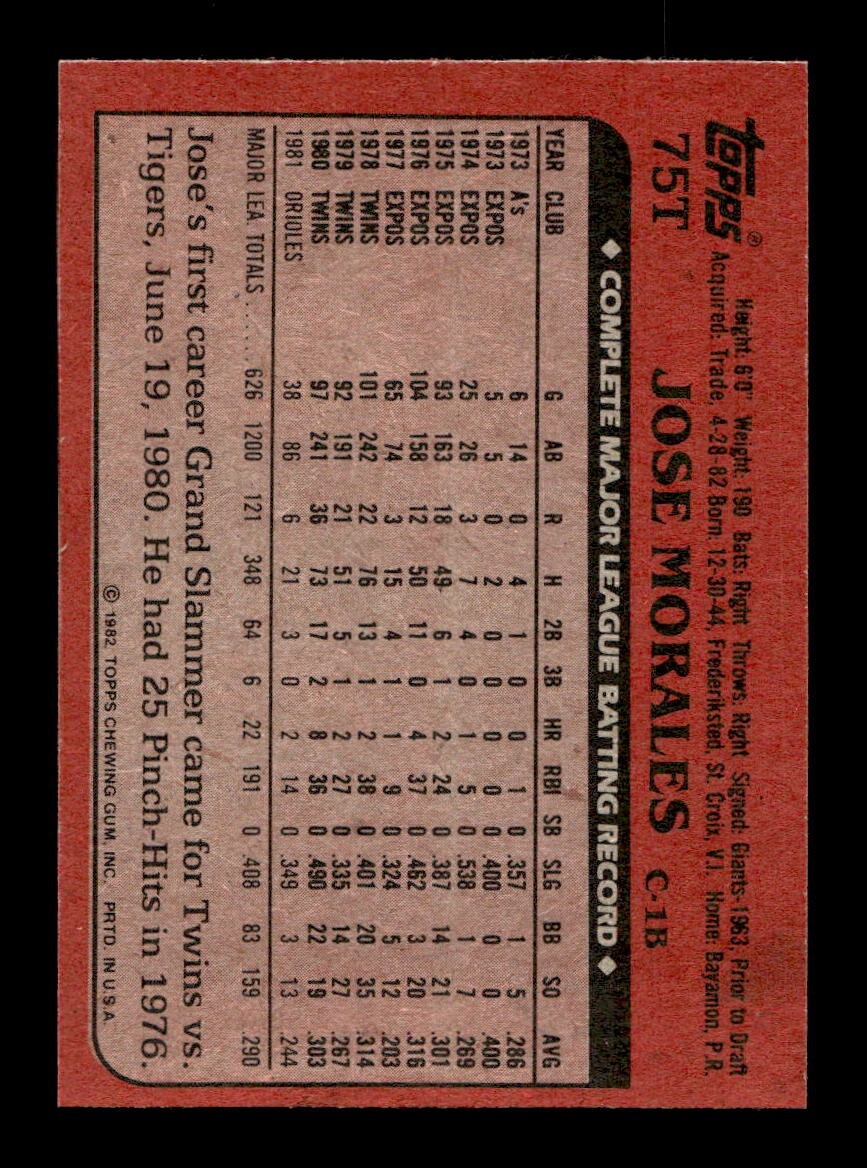 TOPPS®
Height: 6'0" Weight: 190 Bats: Right Throws: Right Signed: Giants-1963, Prior to Draft
Acquired: Trade, 4-28-82 Born: 12-30-44, Frederiksted, St. Croix, V.I. Home: Bayamon, P.R.
75T JOSE MORALES C-1B
◆ COMPLETE MAJOR LEAGUE BATTING RECORD ◆
YEAR CLUB G AB R H 2B 3B HR RBI SB SLG BB SO AVG
1973 A's 6 14 0 4 1 0 0 1 0 .357 1 5 .286
1973 EXPOS 5 5 0 2 0 0 0 0 0 .400 0 0 .400
1974 EXPOS 25 26 3 7 4 0 1 5 0 .538 1 7 .269
1975 EXPOS 93 163 18 49 6 1 2 24 0 .387 14 21 .301
1976 EXPOS 104 158 12 50 11 0 4 37 0 .462 3 20 .316
1977 EXPOS 65 74 3 15 4 1 1 9 0 .324 5 12 .203
1978 TWINS 101 242 22 76 13 1 2 38 0 .401 20 35 .314
1979 TWINS 92 191 21 51 5 1 2 27 0 .335 14 27 .267
1980 TWINS 97 241 36 73 17 2 8 36 0 .490 22 19 .303
1981 ORIOLES 38 86 6 21 3 0 2 14 0 .349 3 13 .244
MAJOR LEA TOTALS ...... 626 1200 121 348 64 6 22 191 0 .408 83 159 .290
Jose's first career Grand Slammer came for Twins vs.
Tigers, June 19, 1980. He had 25 Pinch-Hits in 1976.
© 1982 TOPPS CHEWING GUM, INC. PRTD. IN U.S.A.